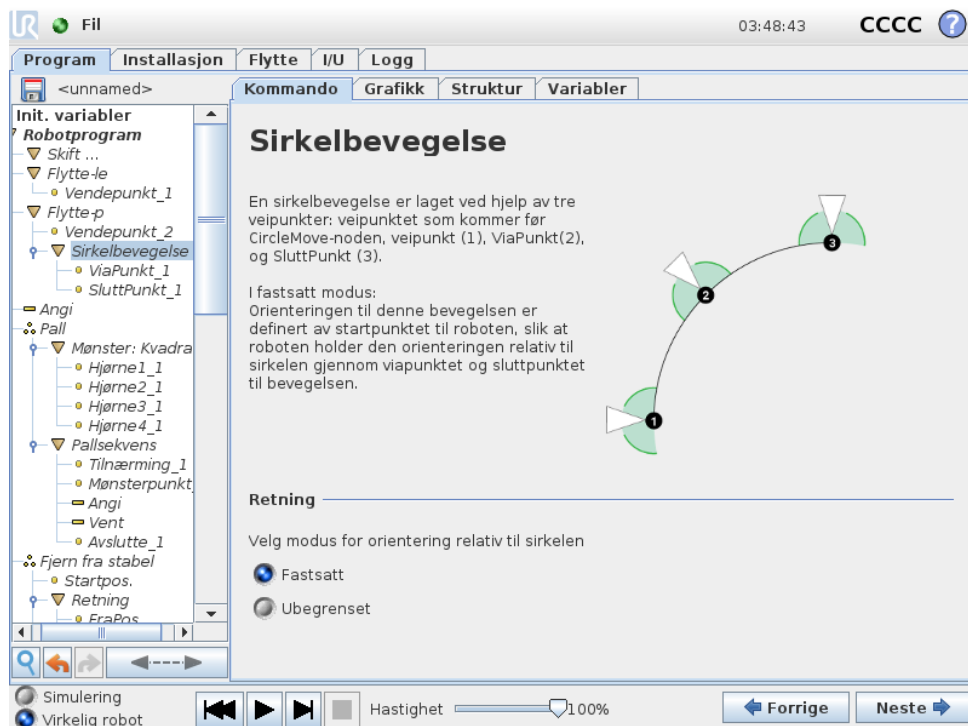 UR
Fil
03:48:43
CCCC
?
Program
Installasjon
Flytte
I/U
Logg
<unnamed>
Kommando
Grafikk
Struktur
Variabler
Init. variabler
Robotprogram
Skift ...
Flytte-le
Vendepunkt_1
Flytte-p
Vendepunkt_2
Sirkelbevegelse
ViaPunkt_1
SluttPunkt_1
Angi
Pall
Mønster: Kvadra
Hjørne1_1
Hjørne2_1
Hjørne3_1
Hjørne4_1
Pallsekvens
Tilnærming_1
Mønsterpunkt_
Angi
Vent
Avslutte_1
Fjern fra stabel
Startpos.
Retning
FraPos
Sirkelbevegelse
En sirkelbevegelse er laget ved hjelp av tre
veipunkter: veipunktet som kommer før
CircleMove-noden, veipunkt (1), ViaPunkt(2),
og SluttPunkt (3).
I fastsatt modus:
Orienteringen til denne bevegelsen er
definert av startpunktet til roboten, slik at
roboten holder den orienteringen relativ til
sirkelen gjennom viapunktet og sluttpunktet
til bevegelsen.
3
2
1
Retning
Velg modus for orientering relativ til sirkelen
Fastsatt
Ubegrenset
Simulering
Virkelig robot
Hastighet
100%
Forrige
Neste